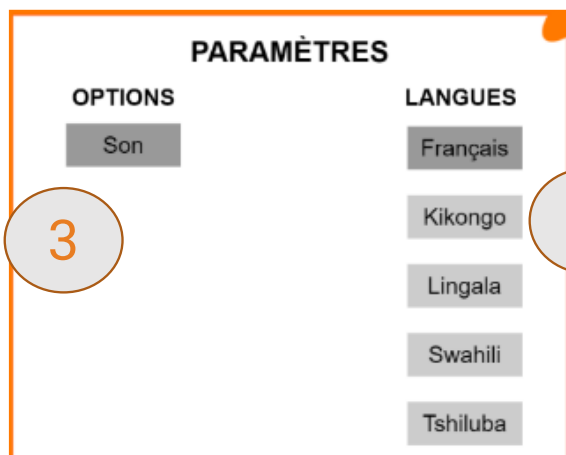 PARAMÈTRES
OPTIONS
Son
3
LANGUES
Français
Kikongo
Lingala
Swahili
Tshiluba